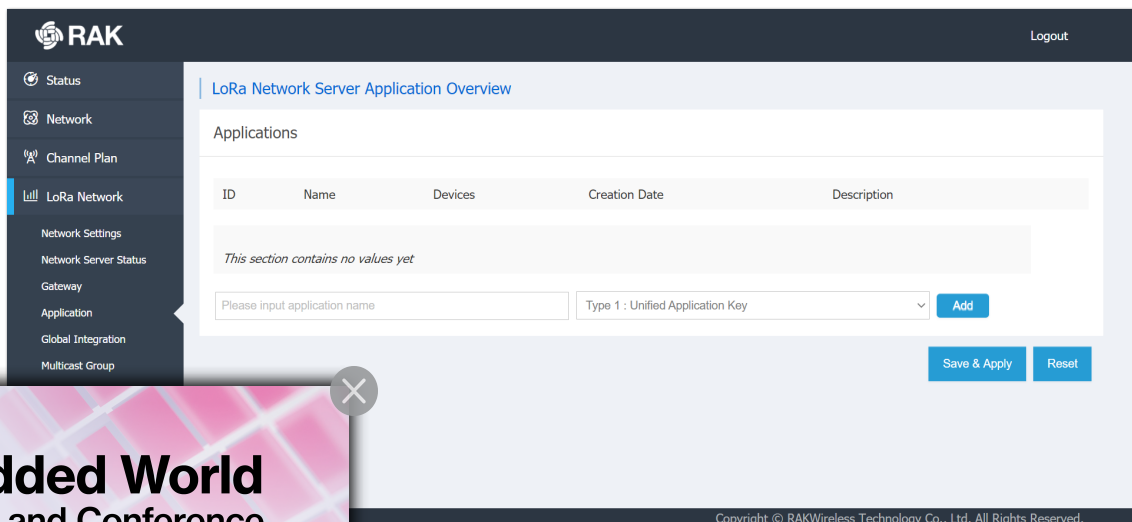 RAK
Logout
Status
Network
Channel Plan
LoRa Network
Network Settings
Network Server Status
Gateway
Application
Global Integration
Multicast Group
LoRa Network Server Application Overview
Applications
ID Name Devices Creation Date Description
This section contains no values yet
Please input application name Type 1 : Unified Application Key Add
Save & Apply Reset
dded World
and Conference
Copyright © RAKWireless Technology Co., Ltd. All Rights Reserved.